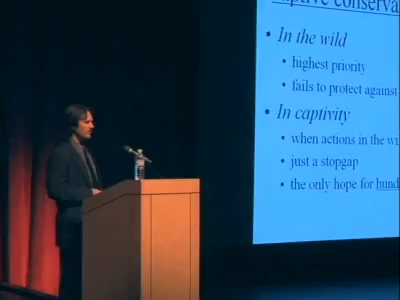 conserva
• In the wild
• highest priority
• fails to protect against
• In captivity
• when actions in the wi
• just a stopgap
• the only hope for hund